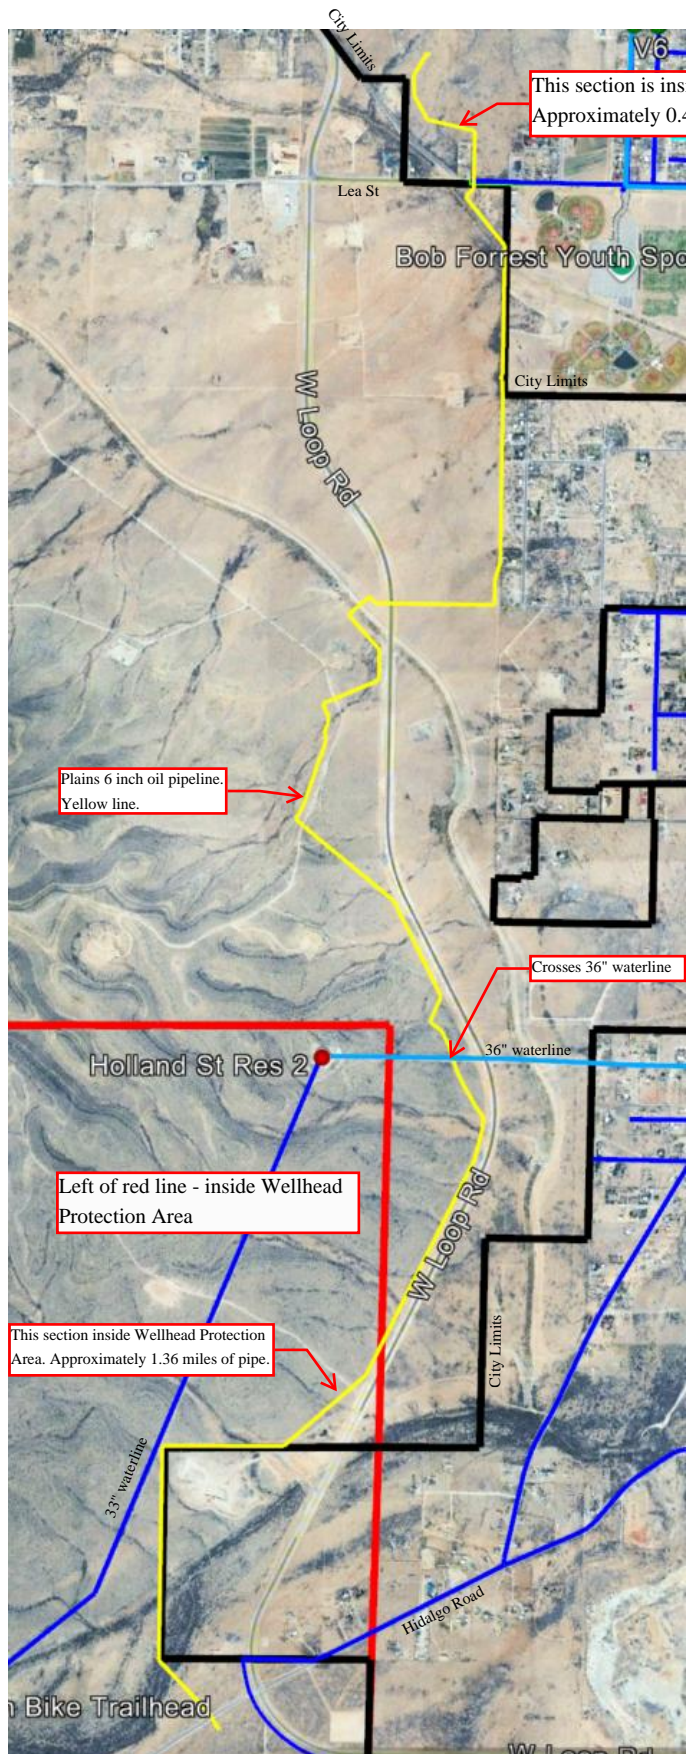 City Limits
V6
This section is ins
Approximately 0.4
Lea St
Bob Forrest Youth Spo
City Limits
W Loop Rd
Plains 6 inch oil pipeline.
Yellow line.
Crosses 36" waterline
36" waterline
Holland St Res 2
Left of red line - inside Wellhead
Protection Area
W Loop Rd
City Limits
This section inside Wellhead Protection
Area. Approximately 1.36 miles of pipe.
33" waterline
Hidalgo Road
n Bike Trailhead
W Loop Rd